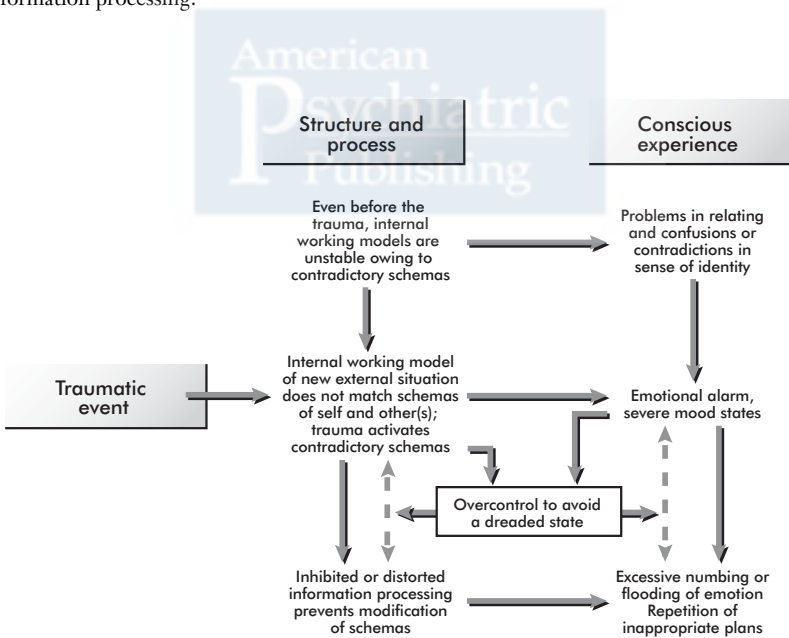 formation processing.
American
Psychiatric
Publishing
Structure and
process
Conscious
experience
Even before the
trauma, internal
working models are
unstable owing to
contradictory schemas
Problems in relating
and confusions or
contradictions in
sense of identity
Traumatic
event
Internal working model
of new external situation
does not match schemas
of self and other(s);
trauma activates
contradictory schemas
Emotional alarm,
severe mood states
Overcontrol to avoid
a dreaded state
Inhibited or distorted
information processing
prevents modification
of schemas
Excessive numbing or
flooding of emotion
Repetition of
inappropriate plans